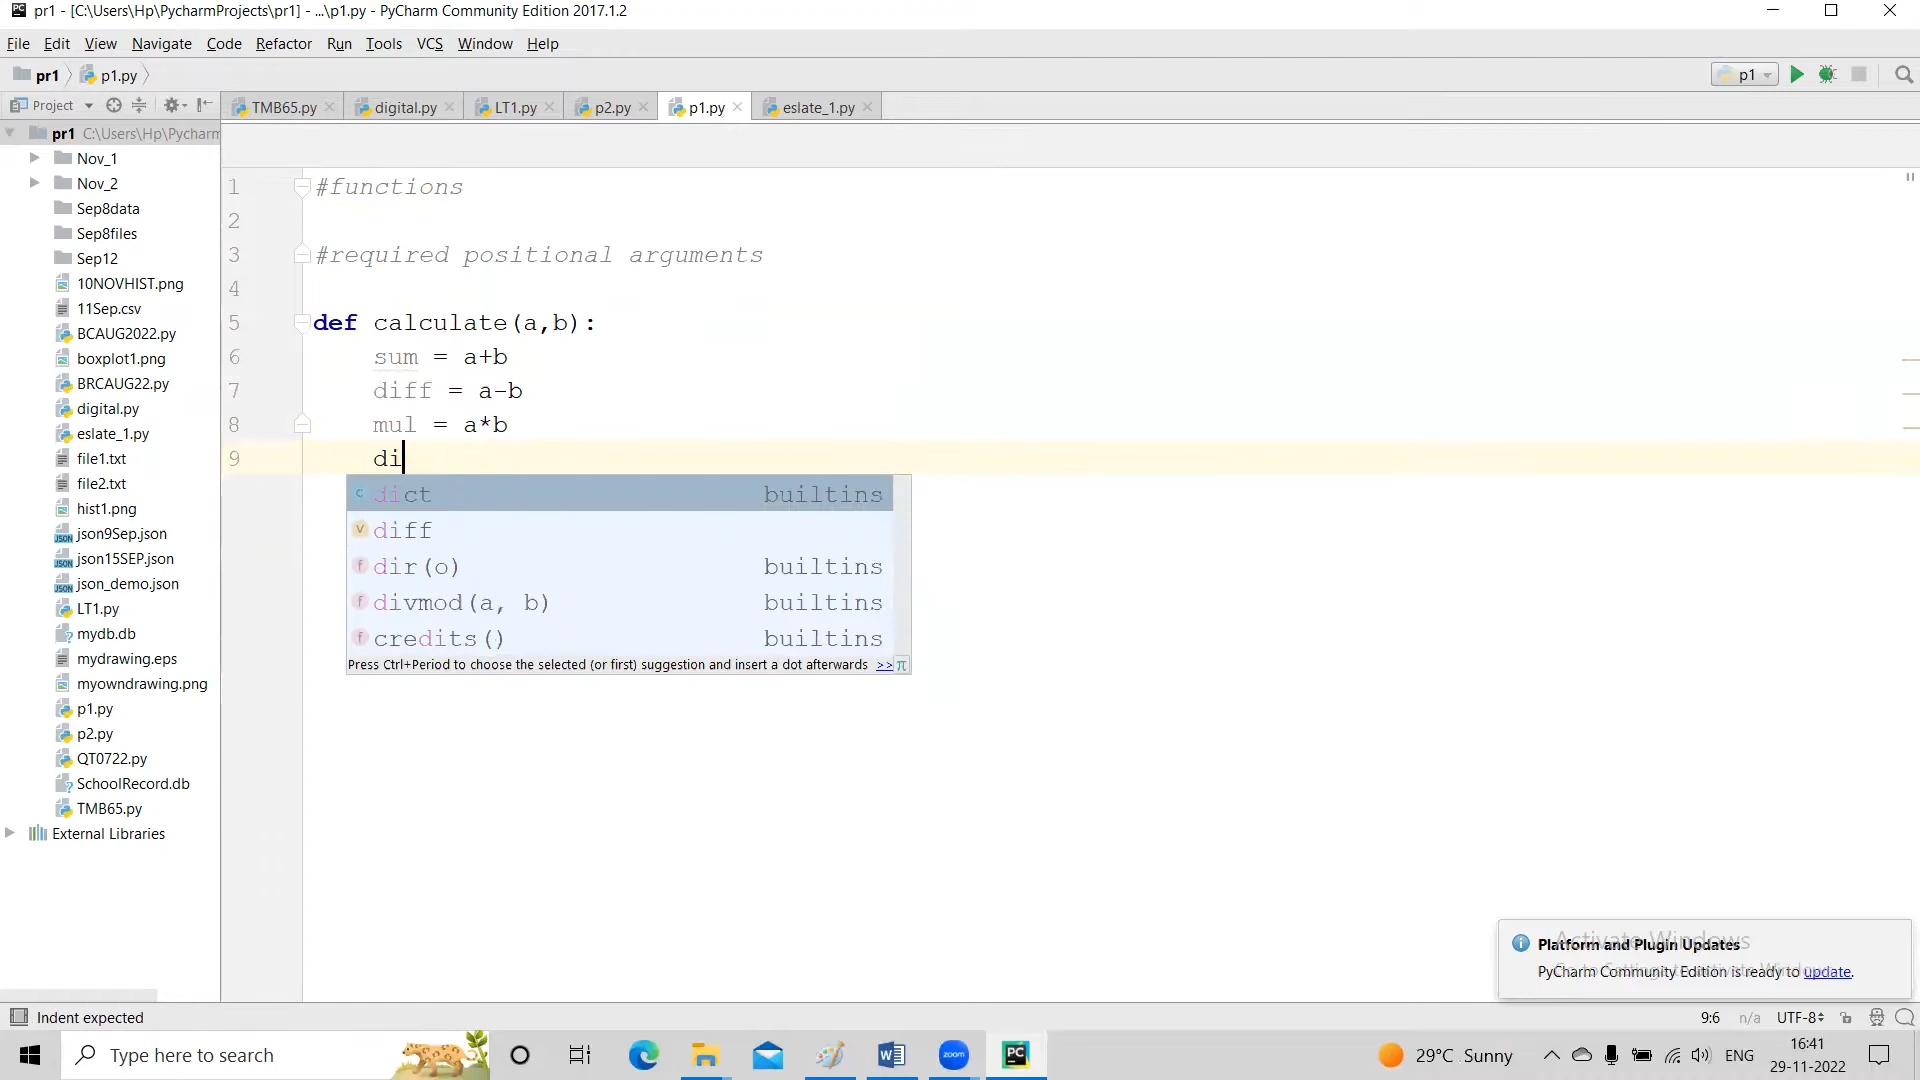 pr1 - [C:\Users\Hp\PycharmProjects\pr1] - ...\p1.py - PyCharm Community Edition 2017.1.2
File Edit View Navigate Code Refactor Run Tools VCS Window Help
pr1 p1.py p1
Project TMB65.py digital.py LT1.py p2.py p1.py eslate_1.py
pr1 C:\Users\Hp\Pycharm
Nov_1
Nov_2
Sep8data
Sep8files
Sep12
10NOVHIST.png
11Sep.csv
BCAUG2022.py
boxplot1.png
BRCAUG22.py
digital.py
eslate_1.py
file1.txt
file2.txt
hist1.png
json9Sep.json
json15SEP.json
json_demo.json
LT1.py
mydb.db
mydrawing.eps
myowndrawing.png
p1.py
p2.py
QT0722.py
SchoolRecord.db
TMB65.py
External Libraries
1 #functions
2
3 #required positional arguments
4
5 def calculate(a,b):
6 sum = a+b
7 diff = a-b
8 mul = a*b
9 di
dict builtins
diff
dir(o) builtins
divmod(a, b) builtins
credits() builtins
Press Ctrl+Period to choose the selected (or first) suggestion and insert a dot afterwards >> π
Activate Windows
Go to Settings to activate Windows.
Platform and Plugin Updates
PyCharm Community Edition is ready to update.
Indent expected 9:6 n/a UTF-8
Type here to search zoom 29°C Sunny ENG 16:41
29-11-2022